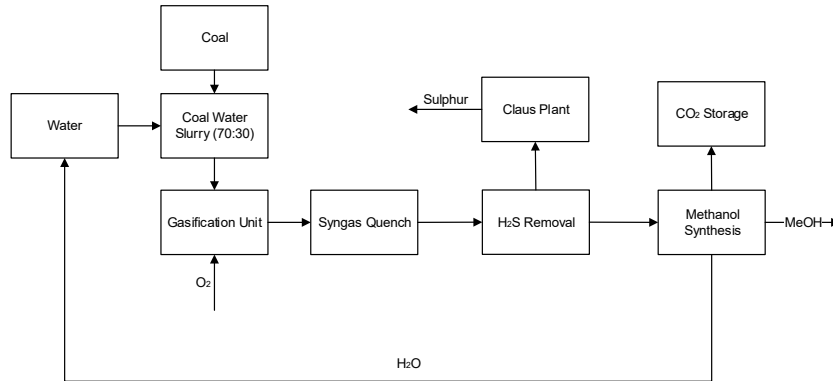 Coal
Water
Coal Water
Slurry (70:30)
Sulphur
Claus Plant
CO₂ Storage
Gasification Unit
Syngas Quench
H₂S Removal
Methanol
Synthesis
MeOH
O₂
H₂O